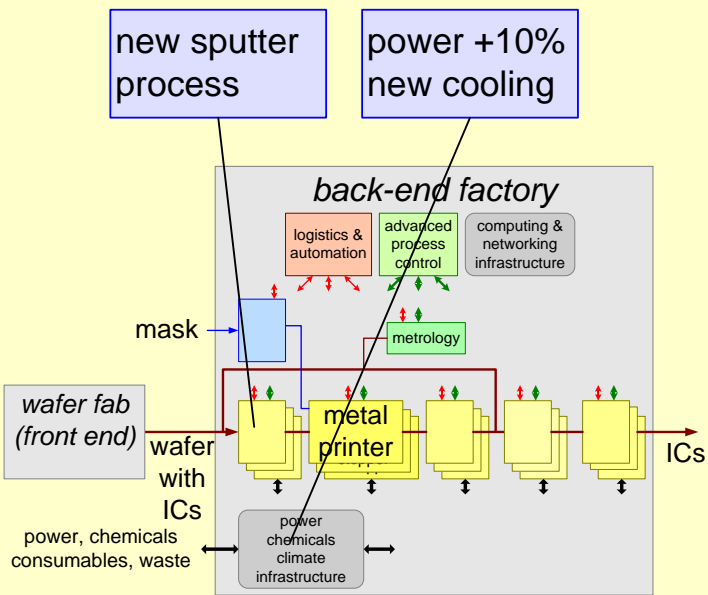 new sputter
process
power +10%
new cooling
back-end factory
logistics &
automation
advanced
process
control
computing &
networking
infrastructure
mask
metrology
wafer fab
(front end)
metal
printer
wafer
with
ICs
ICs
power, chemicals
consumables, waste
power
chemicals
climate
infrastructure